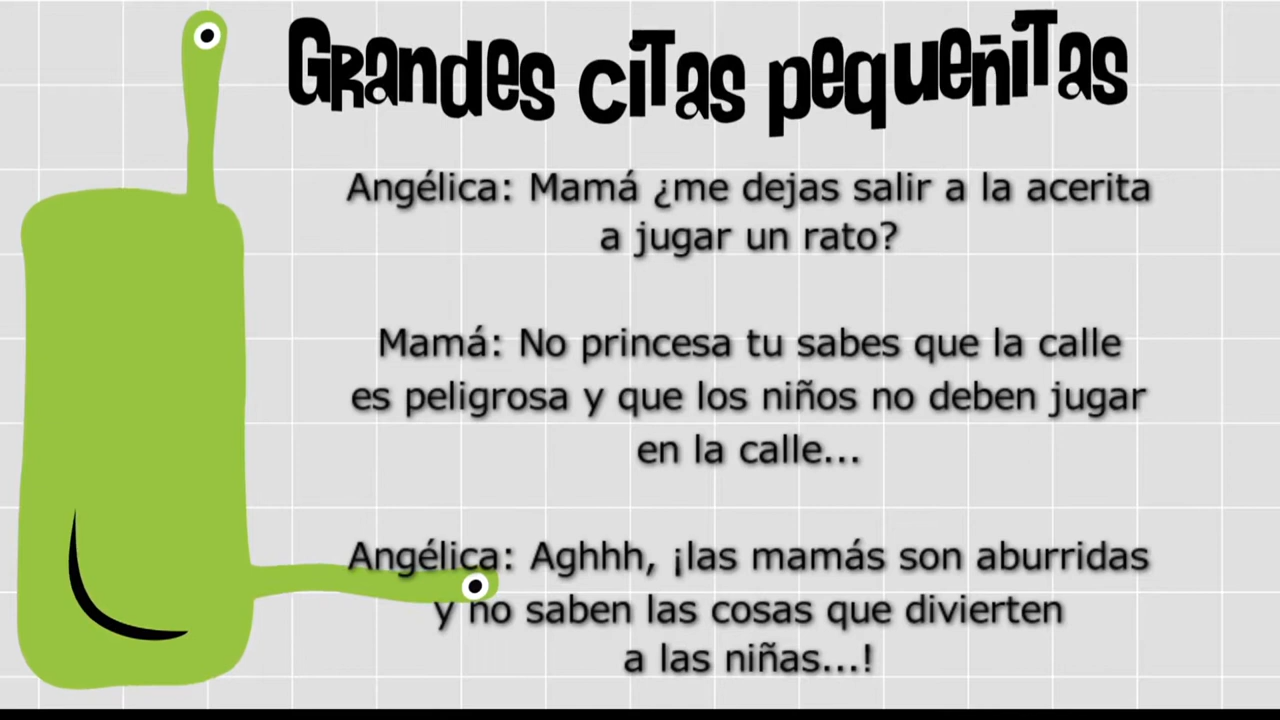 Grandes citas pequeñitas
Angélica: Mamá ¿me dejas salir a la acerita
a jugar un rato?
Mamá: No princesa tu sabes que la calle
es peligrosa y que los niños no deben jugar
en la calle...
Angélica: Aghhh, ¡las mamás son aburridas
y no saben las cosas que divierten
a las niñas...!